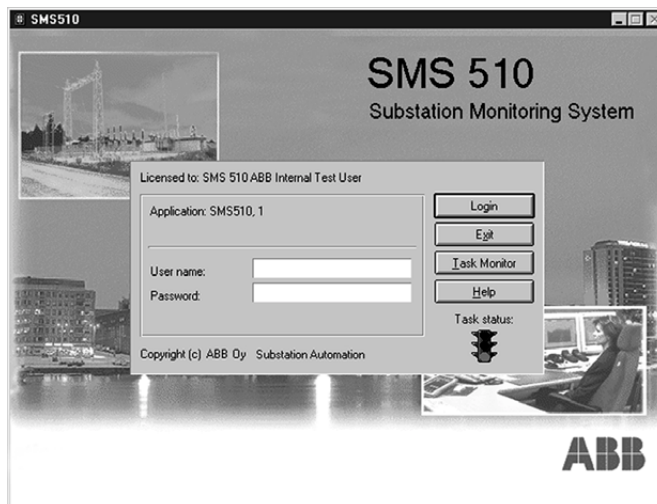 SMS510
SMS 510
Substation Monitoring System
Licensed to: SMS 510 ABB Internal Test User
Application: SMS510, 1
User name:
Password:
Login
Exit
Task Monitor
Help
Task status:
Copyright (c) ABB Oy Substation Automation
ABB